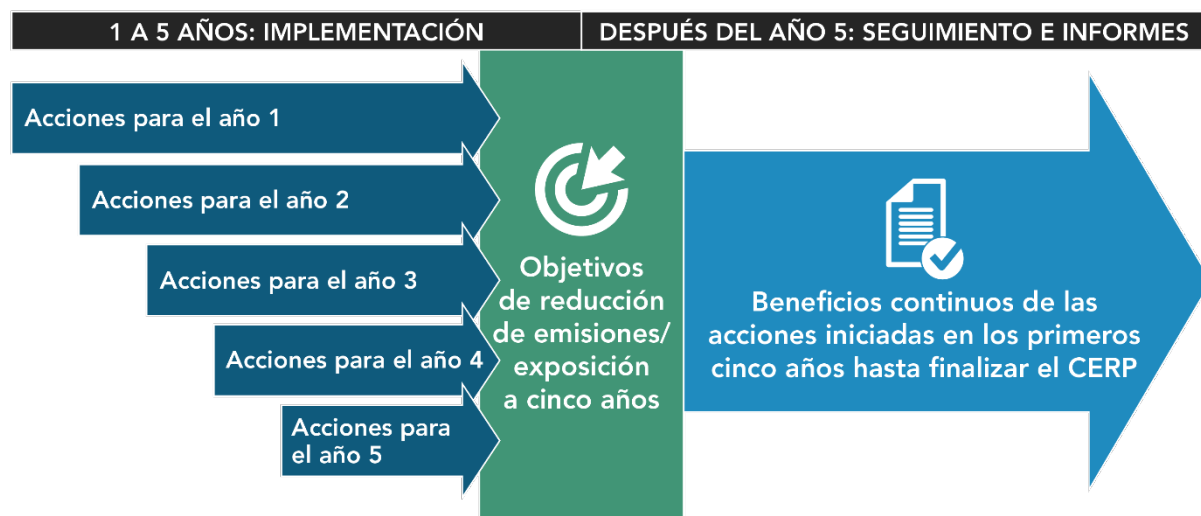 1 A 5 AÑOS: IMPLEMENTACIÓN
DESPUÉS DEL AÑO 5: SEGUIMIENTO E INFORMES
Acciones para el año 1
Acciones para el año 2
Acciones para el año 3
Acciones para el año 4
Acciones para
el año 5
Objetivos
de reducción
de emisiones/
exposición
a cinco años
Beneficios continuos de las
acciones iniciadas en los primeros
cinco años hasta finalizar el CERP